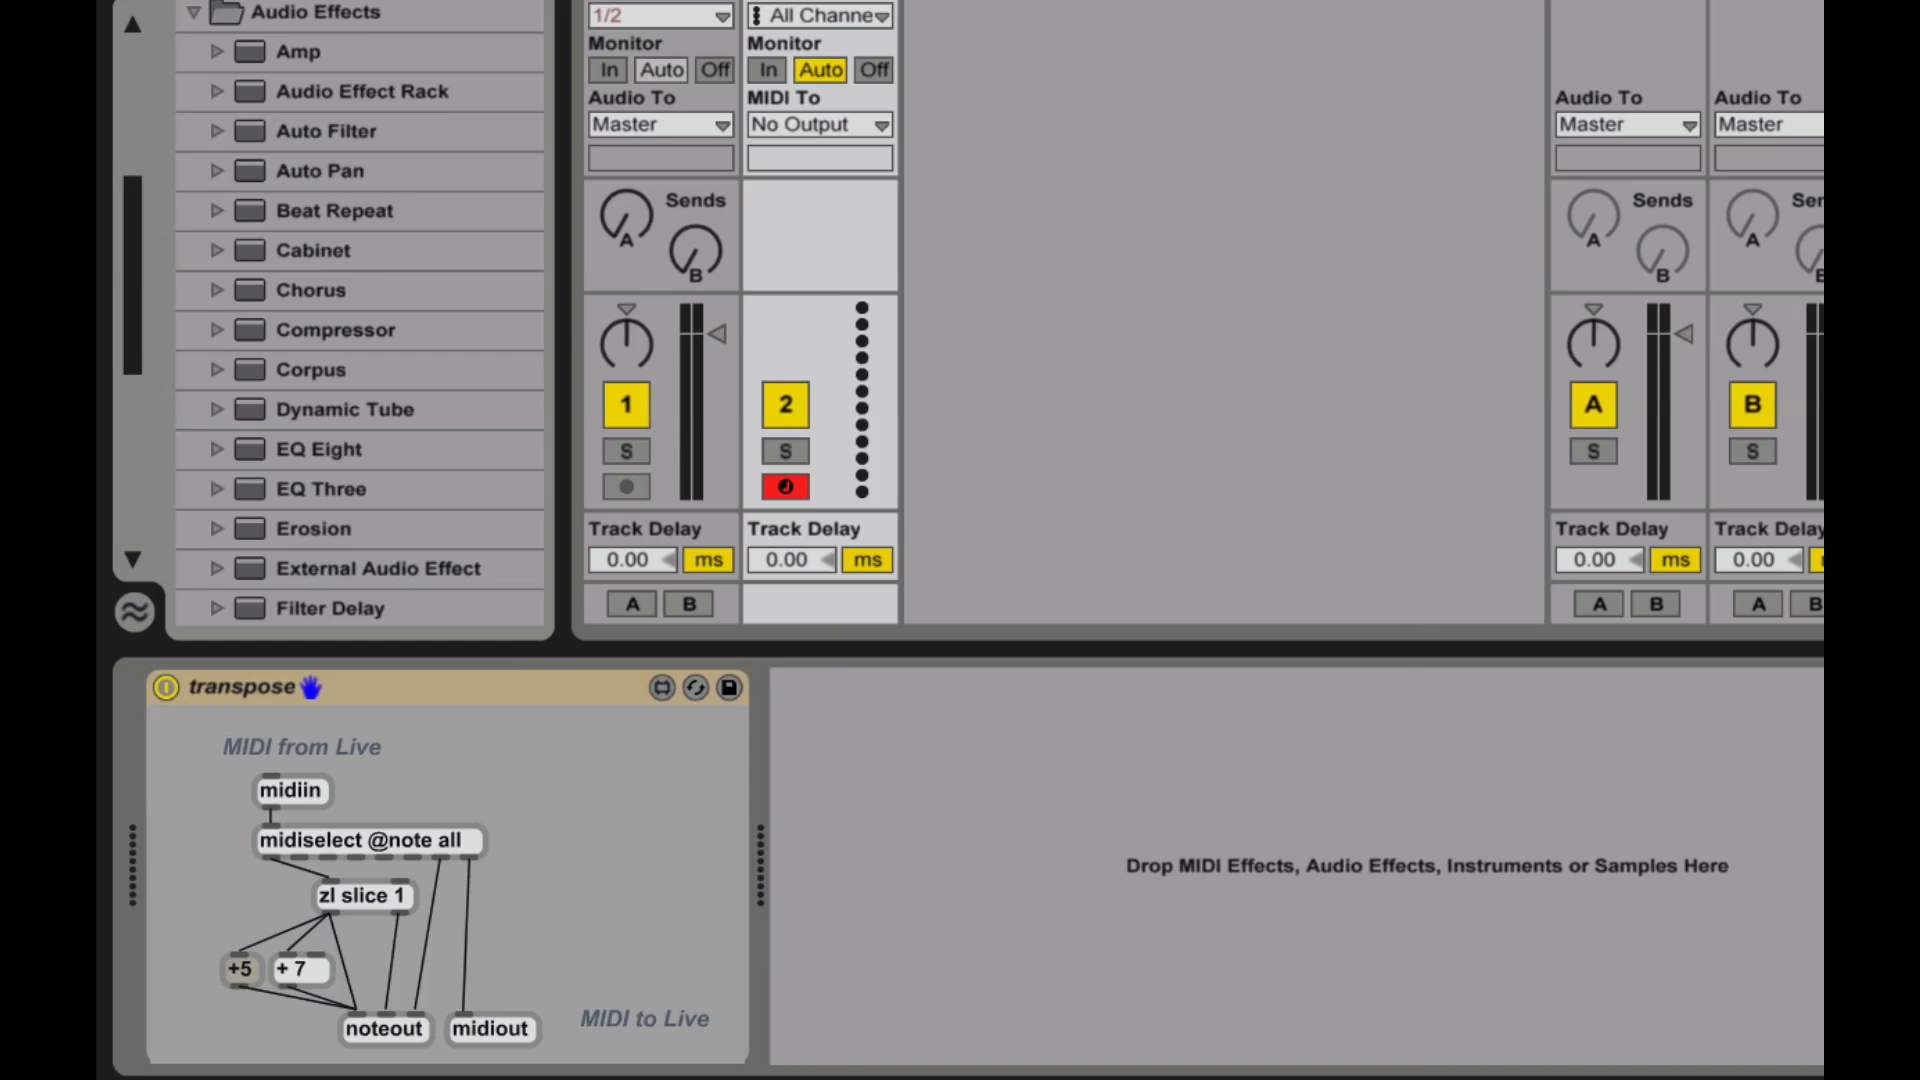 Audio Effects
Amp
Audio Effect Rack
Auto Filter
Auto Pan
Beat Repeat
Cabinet
Chorus
Compressor
Corpus
Dynamic Tube
EQ Eight
EQ Three
Erosion
External Audio Effect
Filter Delay
1/2
All Channe
Monitor
Monitor
In Auto Off
In Auto Off
Audio To
MIDI To
Audio To
Audio To
Master
No Output
Master
Master
Sends
Sends
Sen
A
A
A
B
B
1
2
A
B
S
S
S
S
Track Delay
Track Delay
Track Delay
Track Delay
0.00 ms
0.00 ms
0.00 ms
0.00
A B
A B
A B
transpose
MIDI from Live
midiin
midiselect @note all
zl slice 1
+5
+ 7
noteout
midiout
MIDI to Live
Drop MIDI Effects, Audio Effects, Instruments or Samples Here